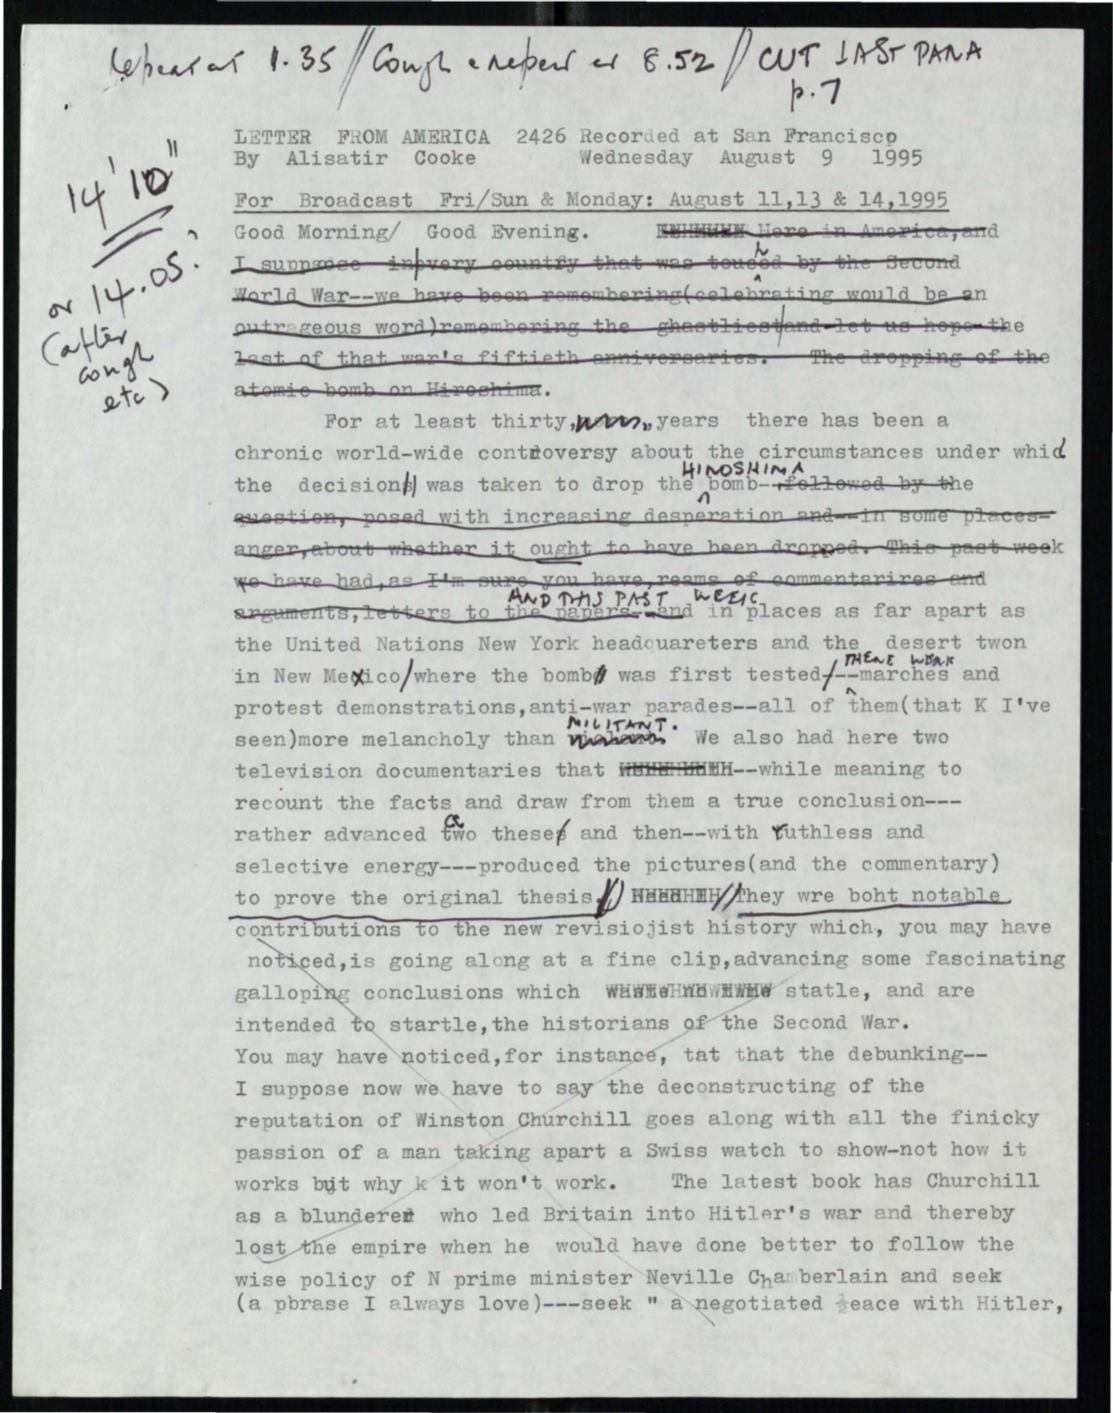 Repeat at 1.35 // Cough & repeat at 8.52 // CUT LAST PARA
p.7
LETTER FROM AMERICA 2426 Recorded at San Francisco
By Alisatir Cooke Wednesday August 9 1995
14'10"
For Broadcast Fri/Sun & Monday: August 11,13 & 14,1995
Good Morning/ Good Evening. Here in America,and
I suppsose in very country that was touced by the Second
h
World War--we have been remembering(celebrating would be an
or 14.05.
outrageous word)remembering the ghastliest and let us hope the
(after
last of that war's fiftieth anniversaries. The dropping of the
cough
atomic bomb on Hiroshima.
etc)
For at least thirty, years there has been a
chronic world-wide controversy about the circumstances under whic
HIROSHIMA
the decision was taken to drop the bomb--followed by the
question, posed with increasing desperation and--in some places-
anger,about whether it ought to have been dropped. This past week
we have had,as I'm sure you have,reams of commentarires and
AND THIS PAST WEEK
arguments,letters to the papers--and in places as far apart as
the United Nations New York headquareters and the desert twon
THERE WERE
in New Mexico/where the bomb was first tested/--marches and
protest demonstrations,anti-war parades--all of them(that K I've
MILITANT.
seen)more melancholy than We also had here two
television documentaries that --while meaning to
recount the facts and draw from them a true conclusion---
a
rather advanced two these and then--with ruthless and
selective energy---produced the pictures(and the commentary)
to prove the original thesis. // They wre boht notable
contributions to the new revisiojist history which, you may have
noticed,is going along at a fine clip,advancing some fascinating
galloping conclusions which statle, and are
intended to startle,the historians of the Second War.
You may have noticed,for instance, tat that the debunking--
I suppose now we have to say the deconstructing of the
reputation of Winston Churchill goes along with all the finicky
passion of a man taking apart a Swiss watch to show-not how it
works but why k it won't work. The latest book has Churchill
as a blunderer who led Britain into Hitler's war and thereby
lost the empire when he would have done better to follow the
wise policy of N prime minister Neville Chamberlain and seek
(a pbrase I always love)---seek " a negotiated ½eace with Hitler,